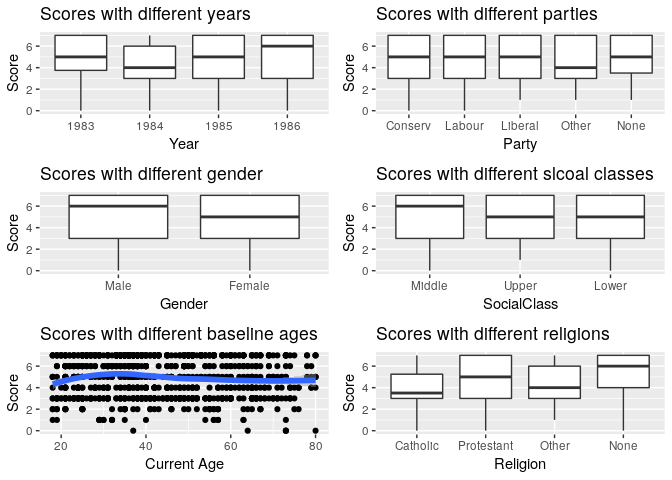 Scores with different years
Score
6
4
2
0
1983 1984 1985 1986
Year
Scores with different parties
Score
6
4
2
0
Conserv Labour Liberal Other None
Party
Scores with different gender
Score
6
4
2
0
Male Female
Gender
Scores with different slcoal classes
Score
6
4
2
0
Middle Upper Lower
SocialClass
Scores with different baseline ages
Score
6
4
2
0
20 40 60 80
Current Age
Scores with different religions
Score
6
4
2
0
Catholic Protestant Other None
Religion